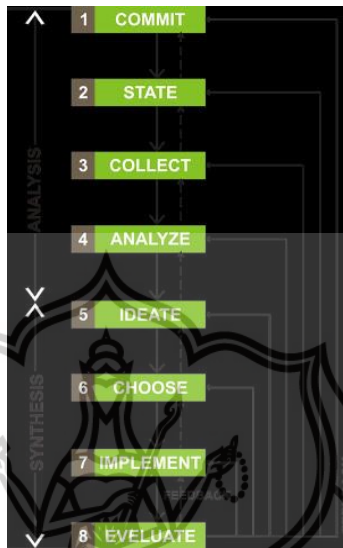 1 COMMIT
2 STATE
3 COLLECT
ANALYSIS
4 ANALYZE
5 IDEATE
6 CHOOSE
SYNTHESIS
7 IMPLEMENT
FEEDBACK
8 EVELUATE